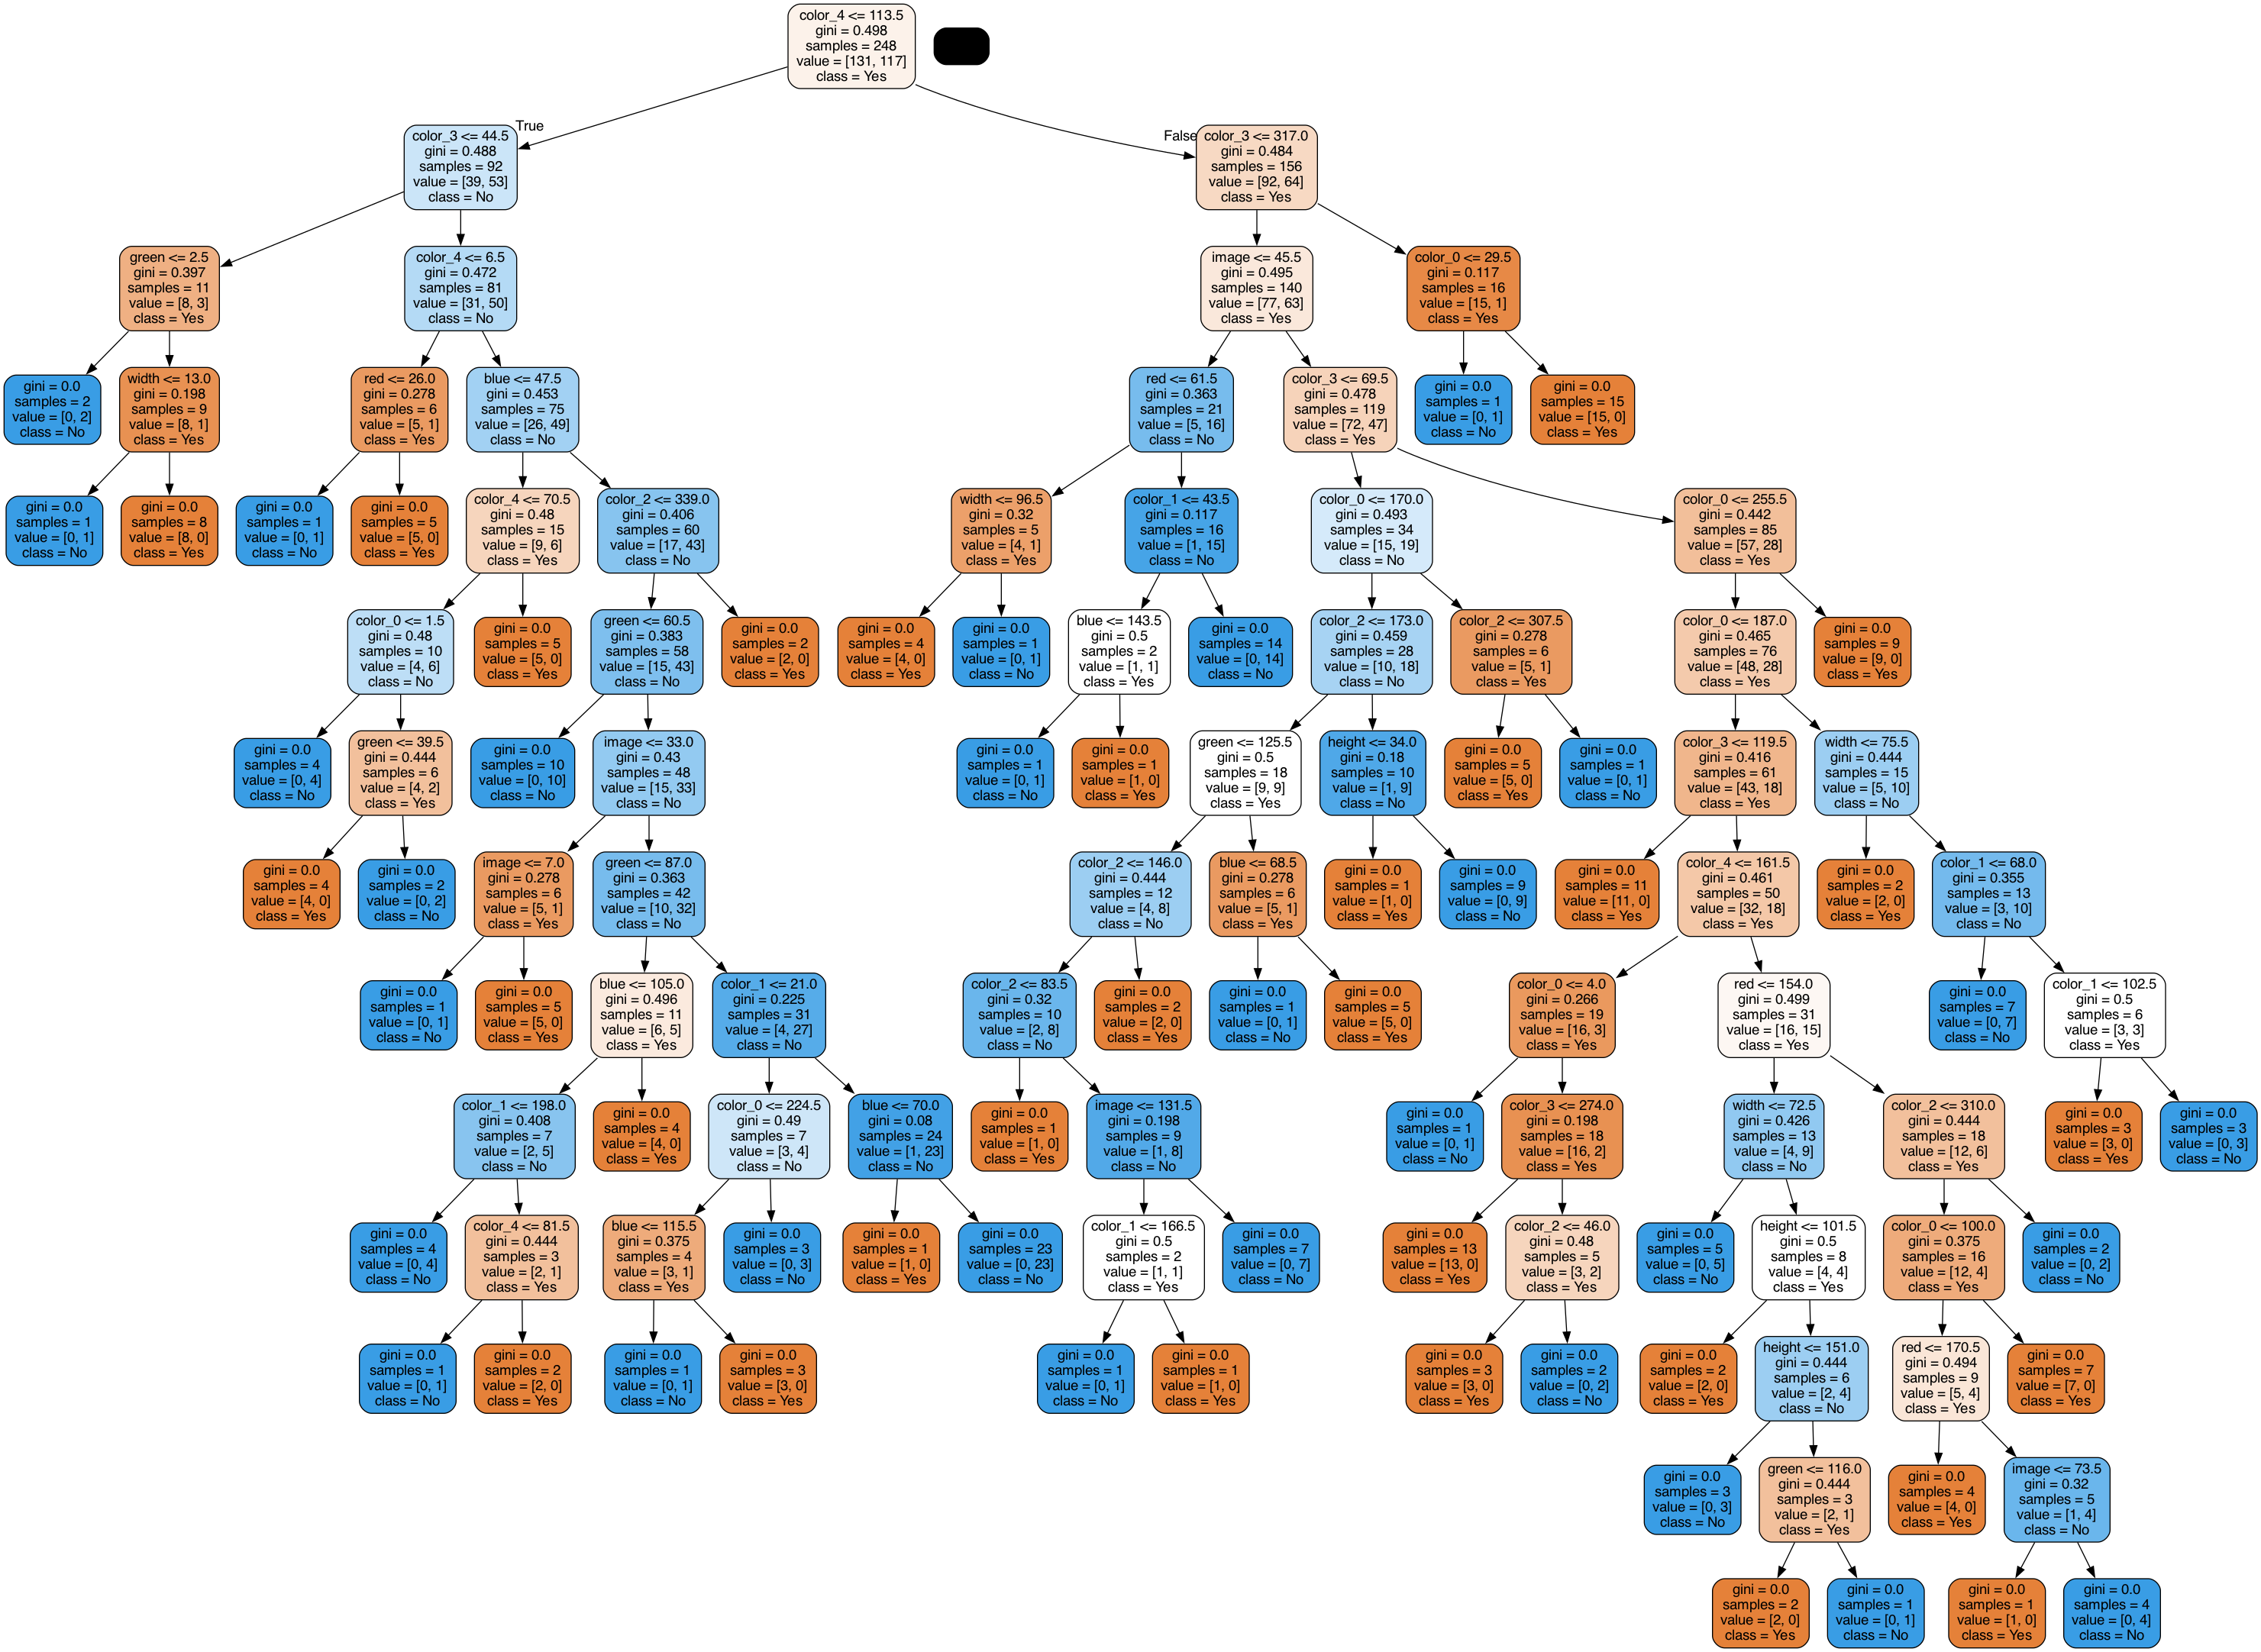 color_4 <= 113.5
gini = 0.498
samples = 248
value = [131, 117]
class = Yes
True
False
color_3 <= 44.5
gini = 0.488
samples = 92
value = [39, 53]
class = No
color_3 <= 317.0
gini = 0.484
samples = 156
value = [92, 64]
class = Yes
green <= 2.5
gini = 0.397
samples = 11
value = [8, 3]
class = Yes
color_4 <= 6.5
gini = 0.472
samples = 81
value = [31, 50]
class = No
image <= 45.5
gini = 0.495
samples = 140
value = [77, 63]
class = Yes
color_0 <= 29.5
gini = 0.117
samples = 16
value = [15, 1]
class = Yes
gini = 0.0
samples = 2
value = [0, 2]
class = No
width <= 13.0
gini = 0.198
samples = 9
value = [8, 1]
class = Yes
red <= 26.0
gini = 0.278
samples = 6
value = [5, 1]
class = Yes
blue <= 47.5
gini = 0.453
samples = 75
value = [26, 49]
class = No
red <= 61.5
gini = 0.363
samples = 21
value = [5, 16]
class = No
color_3 <= 69.5
gini = 0.478
samples = 119
value = [72, 47]
class = Yes
gini = 0.0
samples = 1
value = [0, 1]
class = No
gini = 0.0
samples = 15
value = [15, 0]
class = Yes
gini = 0.0
samples = 1
value = [0, 1]
class = No
gini = 0.0
samples = 8
value = [8, 0]
class = Yes
gini = 0.0
samples = 1
value = [0, 1]
class = No
gini = 0.0
samples = 5
value = [5, 0]
class = Yes
color_4 <= 70.5
gini = 0.48
samples = 15
value = [9, 6]
class = Yes
color_2 <= 339.0
gini = 0.406
samples = 60
value = [17, 43]
class = No
width <= 96.5
gini = 0.32
samples = 5
value = [4, 1]
class = Yes
color_1 <= 43.5
gini = 0.117
samples = 16
value = [1, 15]
class = No
color_0 <= 170.0
gini = 0.493
samples = 34
value = [15, 19]
class = No
color_0 <= 255.5
gini = 0.442
samples = 85
value = [57, 28]
class = Yes
color_0 <= 1.5
gini = 0.48
samples = 10
value = [4, 6]
class = No
gini = 0.0
samples = 5
value = [5, 0]
class = Yes
green <= 60.5
gini = 0.383
samples = 58
value = [15, 43]
class = No
gini = 0.0
samples = 2
value = [2, 0]
class = Yes
gini = 0.0
samples = 4
value = [4, 0]
class = Yes
gini = 0.0
samples = 1
value = [0, 1]
class = No
blue <= 143.5
gini = 0.5
samples = 2
value = [1, 1]
class = Yes
gini = 0.0
samples = 14
value = [0, 14]
class = No
color_2 <= 173.0
gini = 0.459
samples = 28
value = [10, 18]
class = No
color_2 <= 307.5
gini = 0.278
samples = 6
value = [5, 1]
class = Yes
color_0 <= 187.0
gini = 0.465
samples = 76
value = [48, 28]
class = Yes
gini = 0.0
samples = 9
value = [9, 0]
class = Yes
gini = 0.0
samples = 4
value = [0, 4]
class = No
green <= 39.5
gini = 0.444
samples = 6
value = [4, 2]
class = Yes
gini = 0.0
samples = 10
value = [0, 10]
class = No
image <= 33.0
gini = 0.43
samples = 48
value = [15, 33]
class = No
gini = 0.0
samples = 1
value = [0, 1]
class = No
gini = 0.0
samples = 1
value = [1, 0]
class = Yes
green <= 125.5
gini = 0.5
samples = 18
value = [9, 9]
class = Yes
height <= 34.0
gini = 0.18
samples = 10
value = [1, 9]
class = No
gini = 0.0
samples = 5
value = [5, 0]
class = Yes
gini = 0.0
samples = 1
value = [0, 1]
class = No
color_3 <= 119.5
gini = 0.416
samples = 61
value = [43, 18]
class = Yes
width <= 75.5
gini = 0.444
samples = 15
value = [5, 10]
class = No
gini = 0.0
samples = 4
value = [4, 0]
class = Yes
gini = 0.0
samples = 2
value = [0, 2]
class = No
image <= 7.0
gini = 0.278
samples = 6
value = [5, 1]
class = Yes
green <= 87.0
gini = 0.363
samples = 42
value = [10, 32]
class = No
color_2 <= 146.0
gini = 0.444
samples = 12
value = [4, 8]
class = No
blue <= 68.5
gini = 0.278
samples = 6
value = [5, 1]
class = Yes
gini = 0.0
samples = 1
value = [1, 0]
class = Yes
gini = 0.0
samples = 9
value = [0, 9]
class = No
gini = 0.0
samples = 11
value = [11, 0]
class = Yes
color_4 <= 161.5
gini = 0.461
samples = 50
value = [32, 18]
class = Yes
gini = 0.0
samples = 2
value = [2, 0]
class = Yes
color_1 <= 68.0
gini = 0.355
samples = 13
value = [3, 10]
class = No
gini = 0.0
samples = 1
value = [0, 1]
class = No
gini = 0.0
samples = 5
value = [5, 0]
class = Yes
blue <= 105.0
gini = 0.496
samples = 11
value = [6, 5]
class = Yes
color_1 <= 21.0
gini = 0.225
samples = 31
value = [4, 27]
class = No
color_2 <= 83.5
gini = 0.32
samples = 10
value = [2, 8]
class = No
gini = 0.0
samples = 2
value = [2, 0]
class = Yes
gini = 0.0
samples = 1
value = [0, 1]
class = No
gini = 0.0
samples = 5
value = [5, 0]
class = Yes
color_0 <= 4.0
gini = 0.266
samples = 19
value = [16, 3]
class = Yes
red <= 154.0
gini = 0.499
samples = 31
value = [16, 15]
class = Yes
gini = 0.0
samples = 7
value = [0, 7]
class = No
color_1 <= 102.5
gini = 0.5
samples = 6
value = [3, 3]
class = Yes
color_1 <= 198.0
gini = 0.408
samples = 7
value = [2, 5]
class = No
gini = 0.0
samples = 4
value = [4, 0]
class = Yes
color_0 <= 224.5
gini = 0.49
samples = 7
value = [3, 4]
class = No
blue <= 70.0
gini = 0.08
samples = 24
value = [1, 23]
class = No
gini = 0.0
samples = 1
value = [1, 0]
class = Yes
image <= 131.5
gini = 0.198
samples = 9
value = [1, 8]
class = No
gini = 0.0
samples = 1
value = [0, 1]
class = No
color_3 <= 274.0
gini = 0.198
samples = 18
value = [16, 2]
class = Yes
width <= 72.5
gini = 0.426
samples = 13
value = [4, 9]
class = No
color_2 <= 310.0
gini = 0.444
samples = 18
value = [12, 6]
class = Yes
gini = 0.0
samples = 3
value = [3, 0]
class = Yes
gini = 0.0
samples = 3
value = [0, 3]
class = No
gini = 0.0
samples = 4
value = [0, 4]
class = No
color_4 <= 81.5
gini = 0.444
samples = 3
value = [2, 1]
class = Yes
blue <= 115.5
gini = 0.375
samples = 4
value = [3, 1]
class = Yes
gini = 0.0
samples = 3
value = [0, 3]
class = No
gini = 0.0
samples = 1
value = [1, 0]
class = Yes
gini = 0.0
samples = 23
value = [0, 23]
class = No
color_1 <= 166.5
gini = 0.5
samples = 2
value = [1, 1]
class = Yes
gini = 0.0
samples = 7
value = [0, 7]
class = No
gini = 0.0
samples = 13
value = [13, 0]
class = Yes
color_2 <= 46.0
gini = 0.48
samples = 5
value = [3, 2]
class = Yes
gini = 0.0
samples = 5
value = [0, 5]
class = No
height <= 101.5
gini = 0.5
samples = 8
value = [4, 4]
class = Yes
color_0 <= 100.0
gini = 0.375
samples = 16
value = [12, 4]
class = Yes
gini = 0.0
samples = 2
value = [0, 2]
class = No
gini = 0.0
samples = 1
value = [0, 1]
class = No
gini = 0.0
samples = 2
value = [2, 0]
class = Yes
gini = 0.0
samples = 1
value = [0, 1]
class = No
gini = 0.0
samples = 3
value = [3, 0]
class = Yes
gini = 0.0
samples = 1
value = [0, 1]
class = No
gini = 0.0
samples = 1
value = [1, 0]
class = Yes
gini = 0.0
samples = 3
value = [3, 0]
class = Yes
gini = 0.0
samples = 2
value = [0, 2]
class = No
gini = 0.0
samples = 2
value = [2, 0]
class = Yes
height <= 151.0
gini = 0.444
samples = 6
value = [2, 4]
class = No
red <= 170.5
gini = 0.494
samples = 9
value = [5, 4]
class = Yes
gini = 0.0
samples = 7
value = [7, 0]
class = Yes
gini = 0.0
samples = 3
value = [0, 3]
class = No
green <= 116.0
gini = 0.444
samples = 3
value = [2, 1]
class = Yes
gini = 0.0
samples = 4
value = [4, 0]
class = Yes
image <= 73.5
gini = 0.32
samples = 5
value = [1, 4]
class = No
gini = 0.0
samples = 2
value = [2, 0]
class = Yes
gini = 0.0
samples = 1
value = [0, 1]
class = No
gini = 0.0
samples = 1
value = [1, 0]
class = Yes
gini = 0.0
samples = 4
value = [0, 4]
class = No